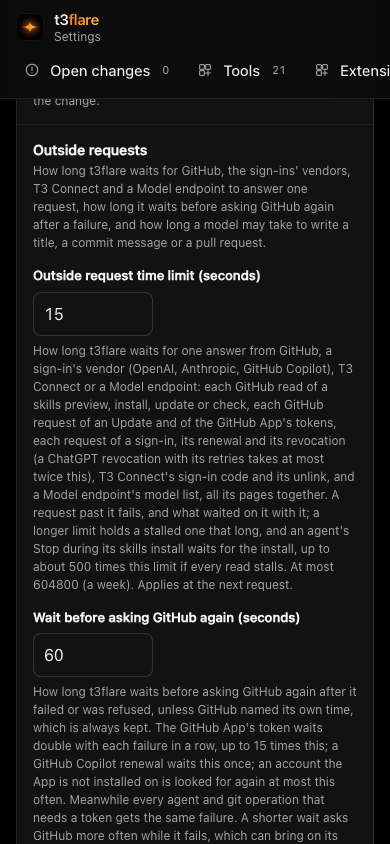 t3flare
Settings
Open changes 0
Tools 21
Extensi
the change.
Outside requests
How long t3flare waits for GitHub, the sign-ins' vendors,
T3 Connect and a Model endpoint to answer one
request, how long it waits before asking GitHub again
after a failure, and how long a model may take to write a
title, a commit message or a pull request.
Outside request time limit (seconds)
15
How long t3flare waits for one answer from GitHub, a
sign-in's vendor (OpenAI, Anthropic, GitHub Copilot), T3
Connect or a Model endpoint: each GitHub read of a
skills preview, install, update or check, each GitHub
request of an Update and of the GitHub App's tokens,
each request of a sign-in, its renewal and its revocation
(a ChatGPT revocation with its retries takes at most
twice this), T3 Connect's sign-in code and its unlink, and
a Model endpoint's model list, all its pages together. A
request past it fails, and what waited on it with it; a
longer limit holds a stalled one that long, and an agent's
Stop during its skills install waits for the install, up to
about 500 times this limit if every read stalls. At most
604800 (a week). Applies at the next request.
Wait before asking GitHub again (seconds)
60
How long t3flare waits before asking GitHub again after it
failed or was refused, unless GitHub named its own time,
which is always kept. The GitHub App's token waits
double with each failure in a row, up to 15 times this; a
GitHub Copilot renewal waits this once; an account the
App is not installed on is looked for again at most this
often. Meanwhile every agent and git operation that
needs a token gets the same failure. A shorter wait asks
GitHub more often while it fails, which can bring on its